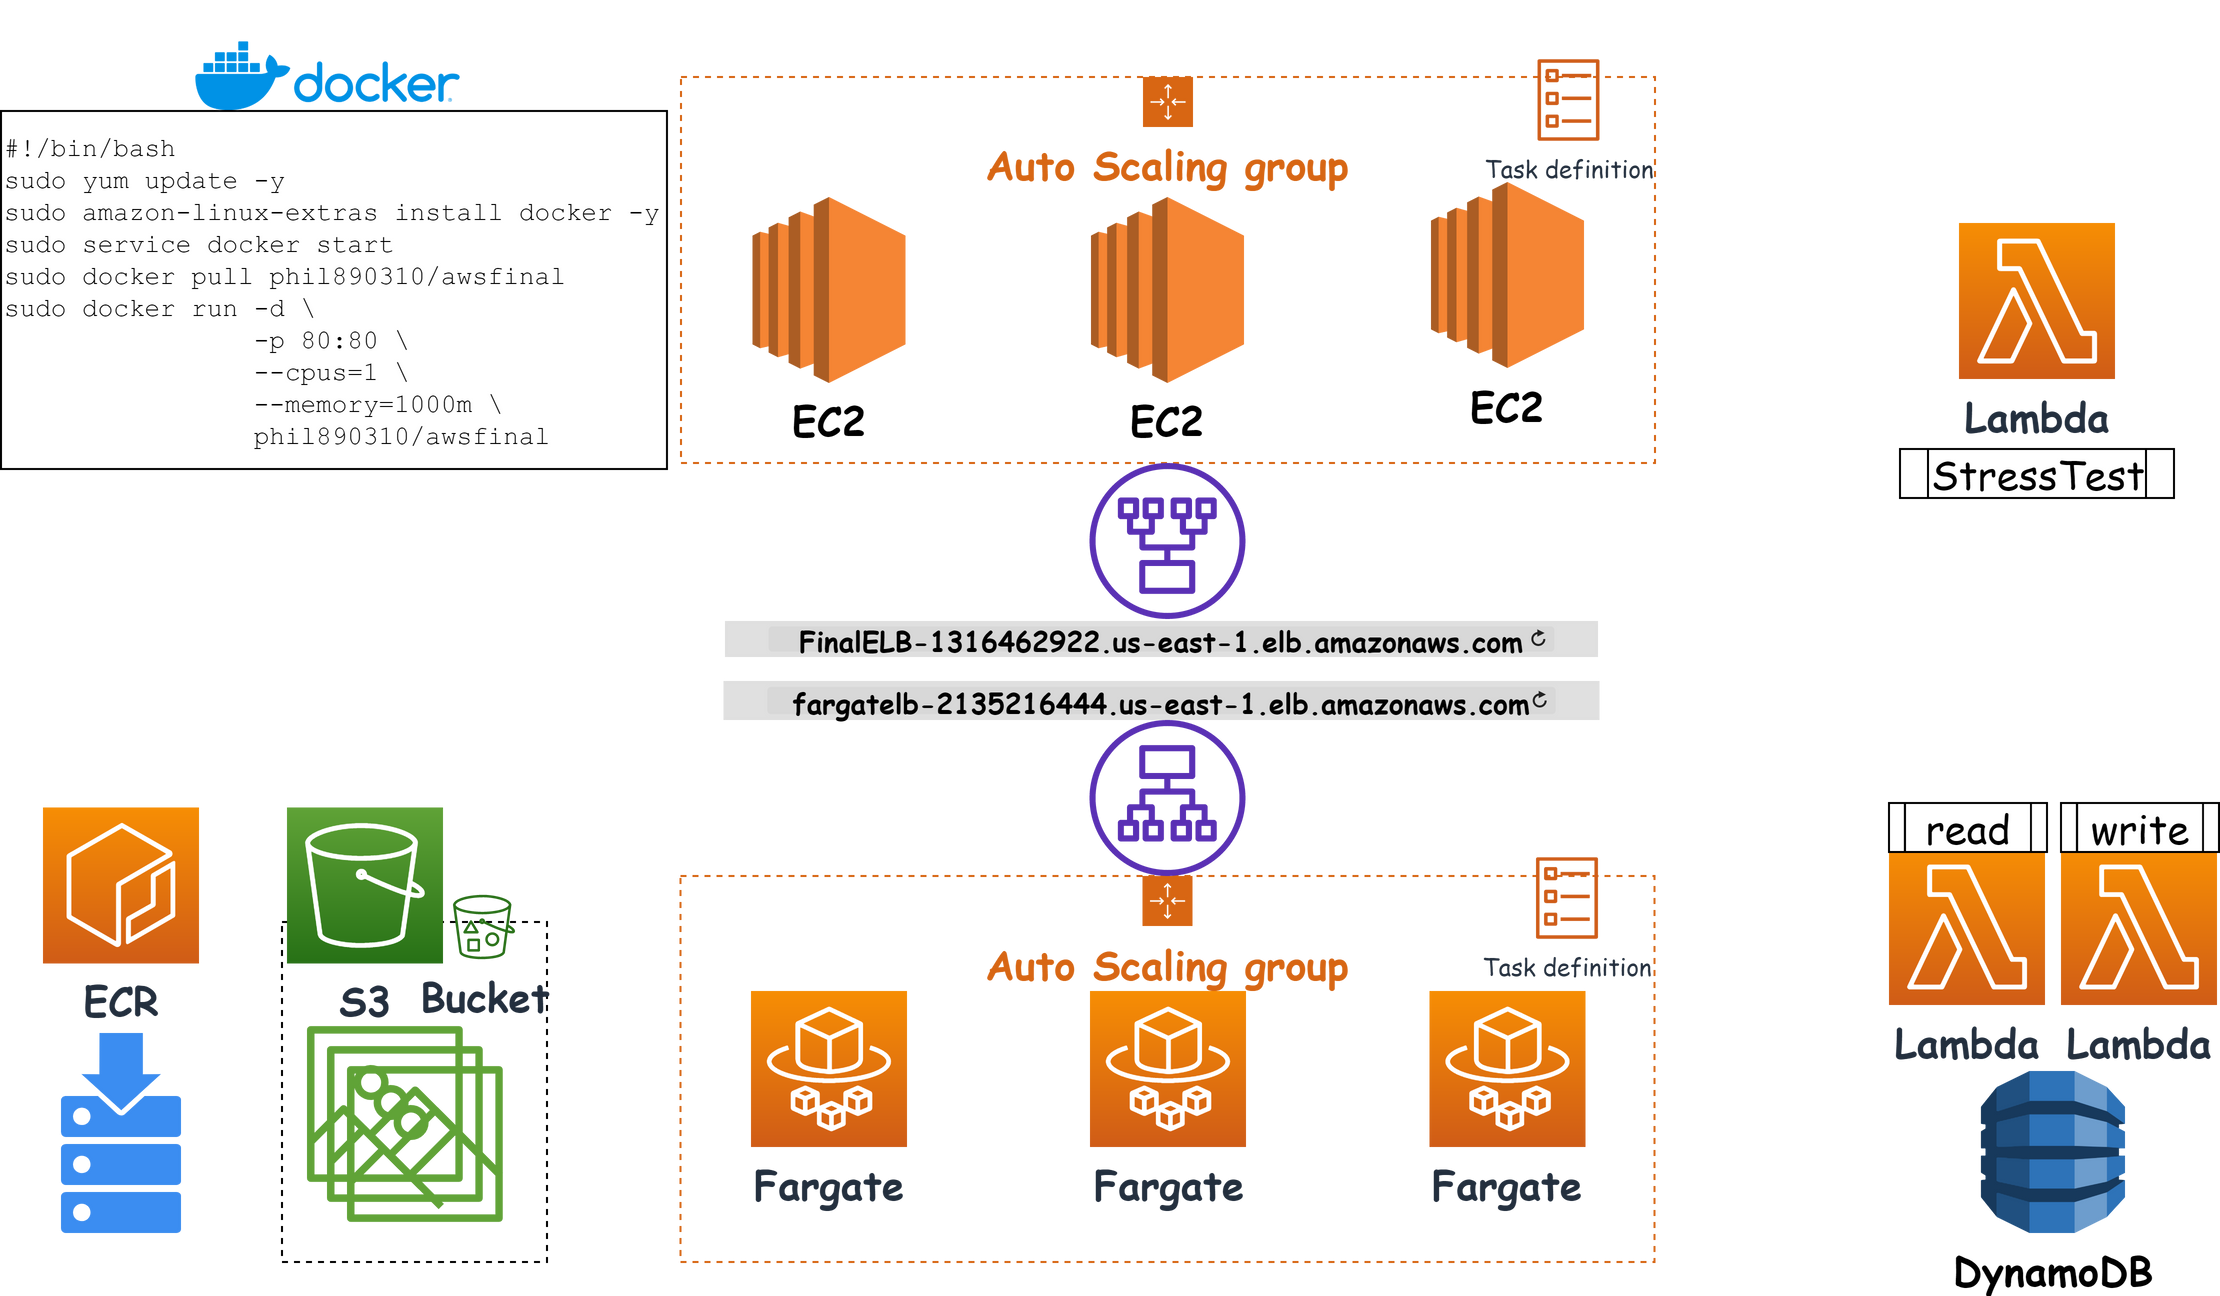 docker
#!/bin/bash
sudo yum update -y
sudo amazon-linux-extras install docker -y
sudo service docker start
sudo docker pull phil890310/awsfinal
sudo docker run -d \
-p 80:80 \
--cpus=1 \
--memory=1000m \
phil890310/awsfinal
Auto Scaling group
Task definition
EC2
EC2
EC2
Lambda
StressTest
FinalELB-1316462922.us-east-1.elb.amazonaws.com
fargatelb-2135216444.us-east-1.elb.amazonaws.com
ECR
S3
Bucket
Auto Scaling group
Task definition
Fargate
Fargate
Fargate
read
write
Lambda
Lambda
DynamoDB